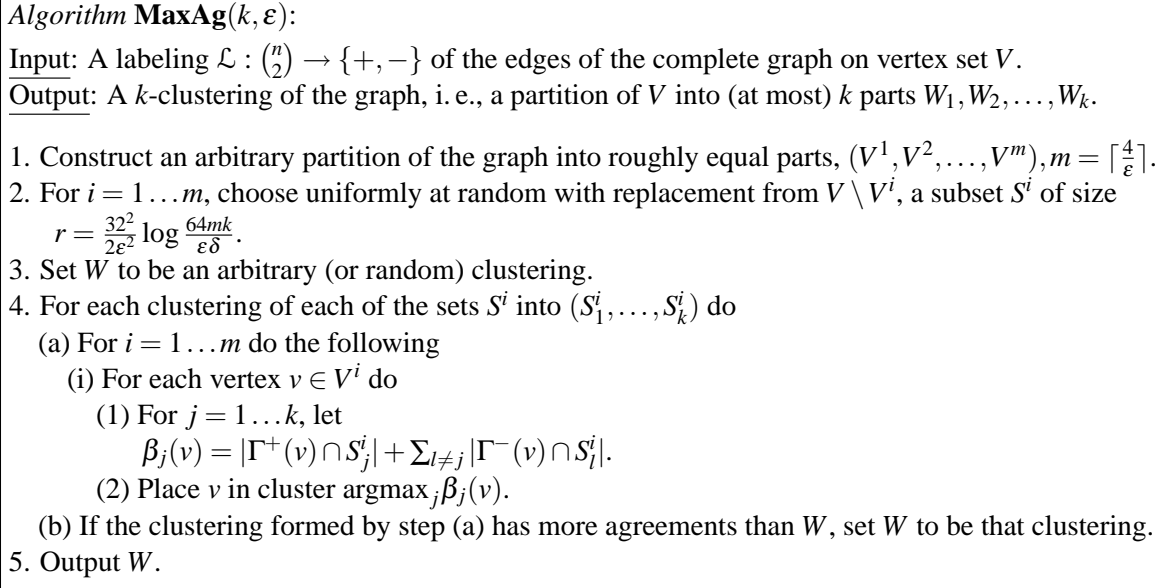 Algorithm MaxAg(k, ε):
Input: A labeling ℒ : (n 2) → {+, −} of the edges of the complete graph on vertex set V.
Output: A k-clustering of the graph, i. e., a partition of V into (at most) k parts W₁, W₂, …, Wₖ.
1. Construct an arbitrary partition of the graph into roughly equal parts, (V¹, V², …, Vᵐ), m = ⌈4/ε⌉.
2. For i = 1 … m, choose uniformly at random with replacement from V \ Vⁱ, a subset Sⁱ of size
r = 32²/2ε² log 64mk/εδ.
3. Set W to be an arbitrary (or random) clustering.
4. For each clustering of each of the sets Sⁱ into (Sⁱ₁, …, Sⁱₖ) do
(a) For i = 1 … m do the following
(i) For each vertex v ∈ Vⁱ do
(1) For j = 1 … k, let
βⱼ(v) = |Γ⁺(v) ∩ Sⁱⱼ| + ∑ₗ≠ⱼ |Γ⁻(v) ∩ Sⁱₗ|.
(2) Place v in cluster argmaxⱼ βⱼ(v).
(b) If the clustering formed by step (a) has more agreements than W, set W to be that clustering.
5. Output W.